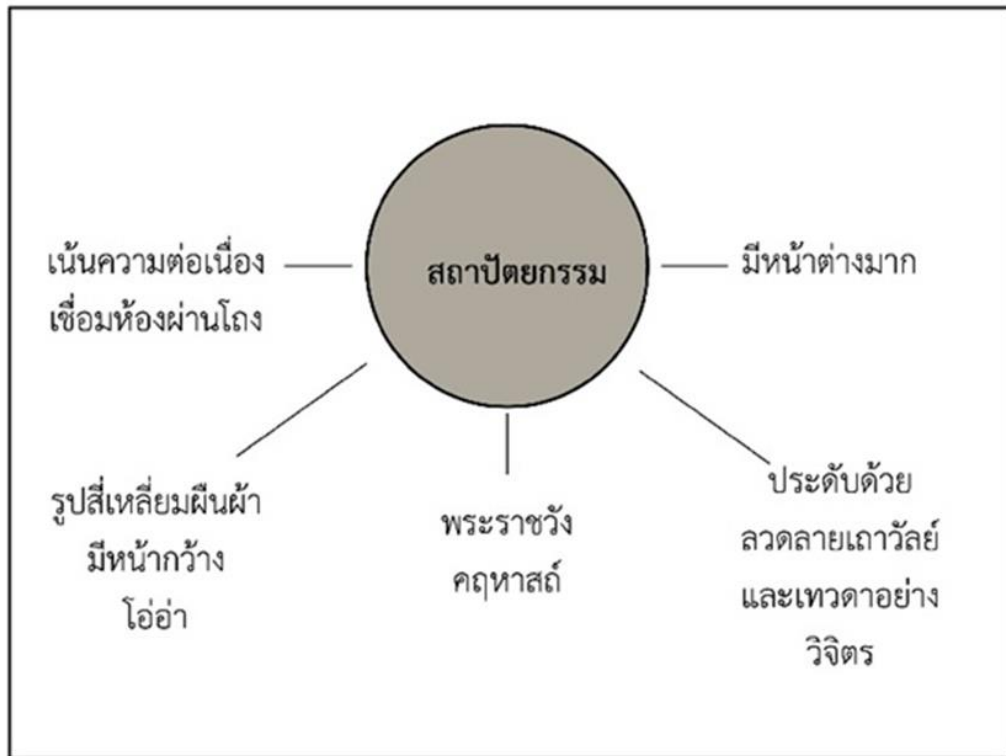 สถาปัตยกรรม
เน้นความต่อเนื่อง
เชื่อมห้องผ่านโถง
มีหน้าต่างมาก
รูปสี่เหลี่ยมผืนผ้า
มีหน้ากว้าง
โอ่อ่า
พระราชวัง
คฤหาสถ์
ประดับด้วย
ลวดลายเถาวัลย์
และเทวดาอย่าง
วิจิตร